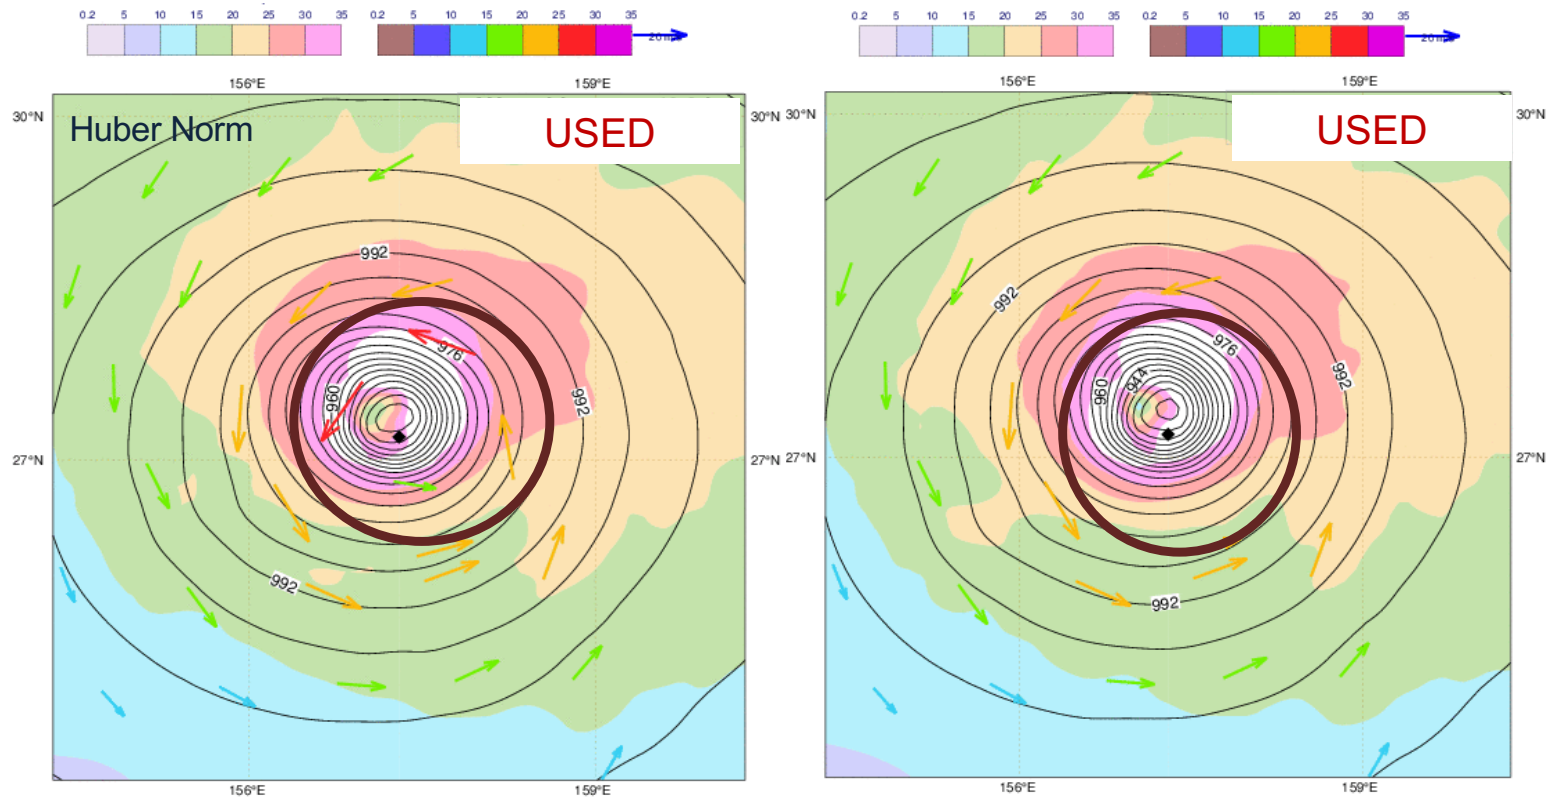 0.2 5 10 15 20 25 30 35 0.2 5 10 15 20 25 30 35 0.2 5 10 15 20 25 30 35 0.2 5 10 15 20 25 30 35
156°E 159°E 156°E 159°E
30°N 30°N 30°N
Huber Norm USED USED
992
992
976 976
960 992 960 944 992
27°N 27°N 27°N
992 992
156°E 159°E 156°E 159°E